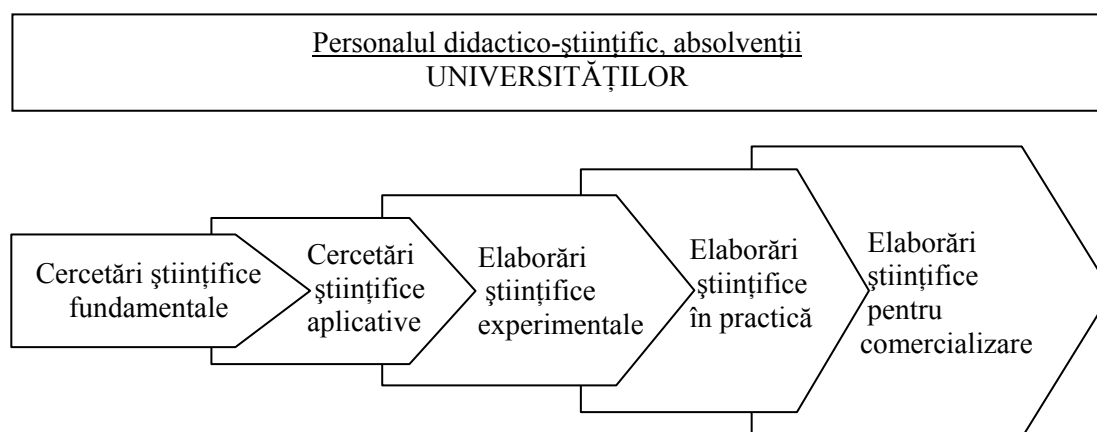 Personalul didactico-ştiinţific, absolvenţii
UNIVERSITĂŢILOR
Cercetări ştiinţifice
fundamentale
Cercetări
ştiinţifice
aplicative
Elaborări
ştiinţifice
experimentale
Elaborări
ştiinţifice
în practică
Elaborări
ştiinţifice
pentru
comercializare